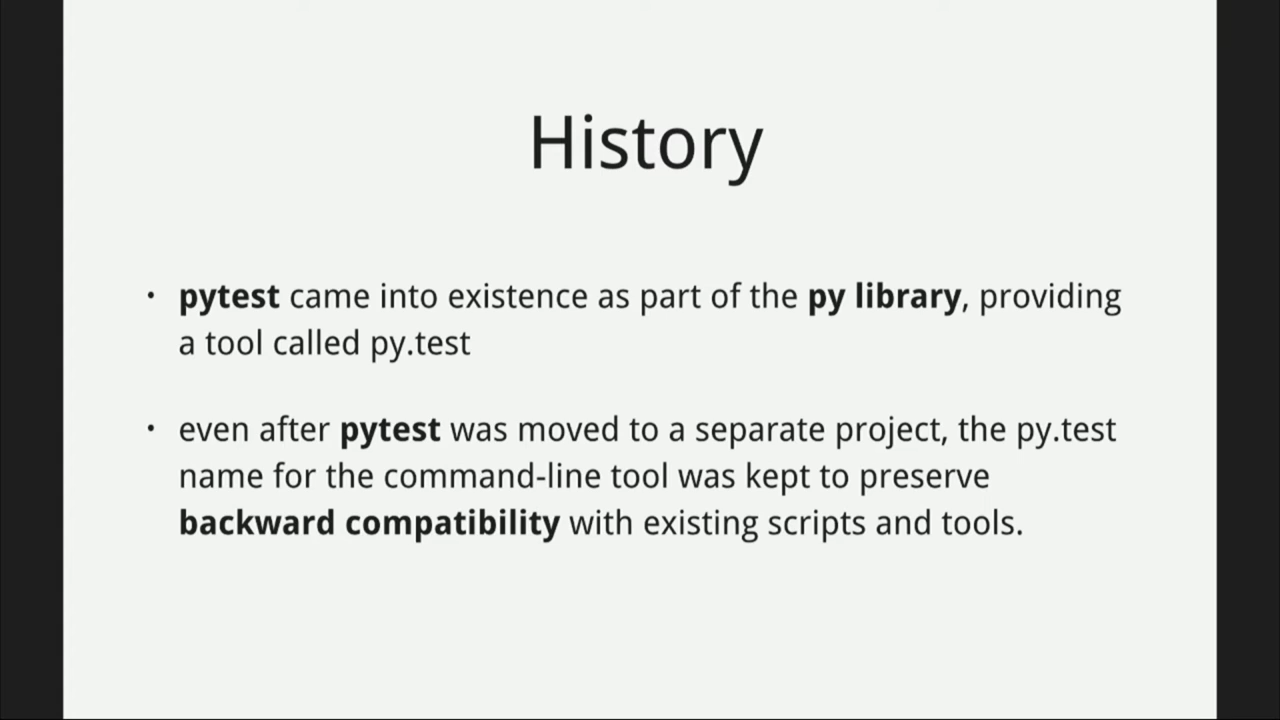 History
• pytest came into existence as part of the py library, providing
a tool called py.test
• even after pytest was moved to a separate project, the py.test
name for the command-line tool was kept to preserve
backward compatibility with existing scripts and tools.